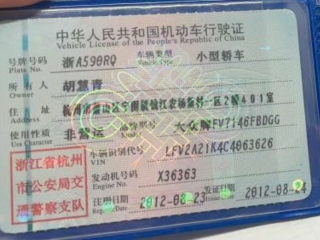 中华人民共和国机动车行驶证
Vehicle License of the People's Republic of China
号牌号码 浙A590RQ 车辆类型 小型轿车
Plate No. Vehicle Type
所有人 胡慧青
Owner
住址
Address
使用性质 非营运 大众牌FV7146FBDGG
Use Character
车辆识别代号 LFV2A21K4C4063626
VIN
发动机号码 X36363
Engine No.
注册日期 2012-08-23 发证日期 2012-08-24
Register Date Issue Date
浙江省杭州
市公安局交
通警察支队